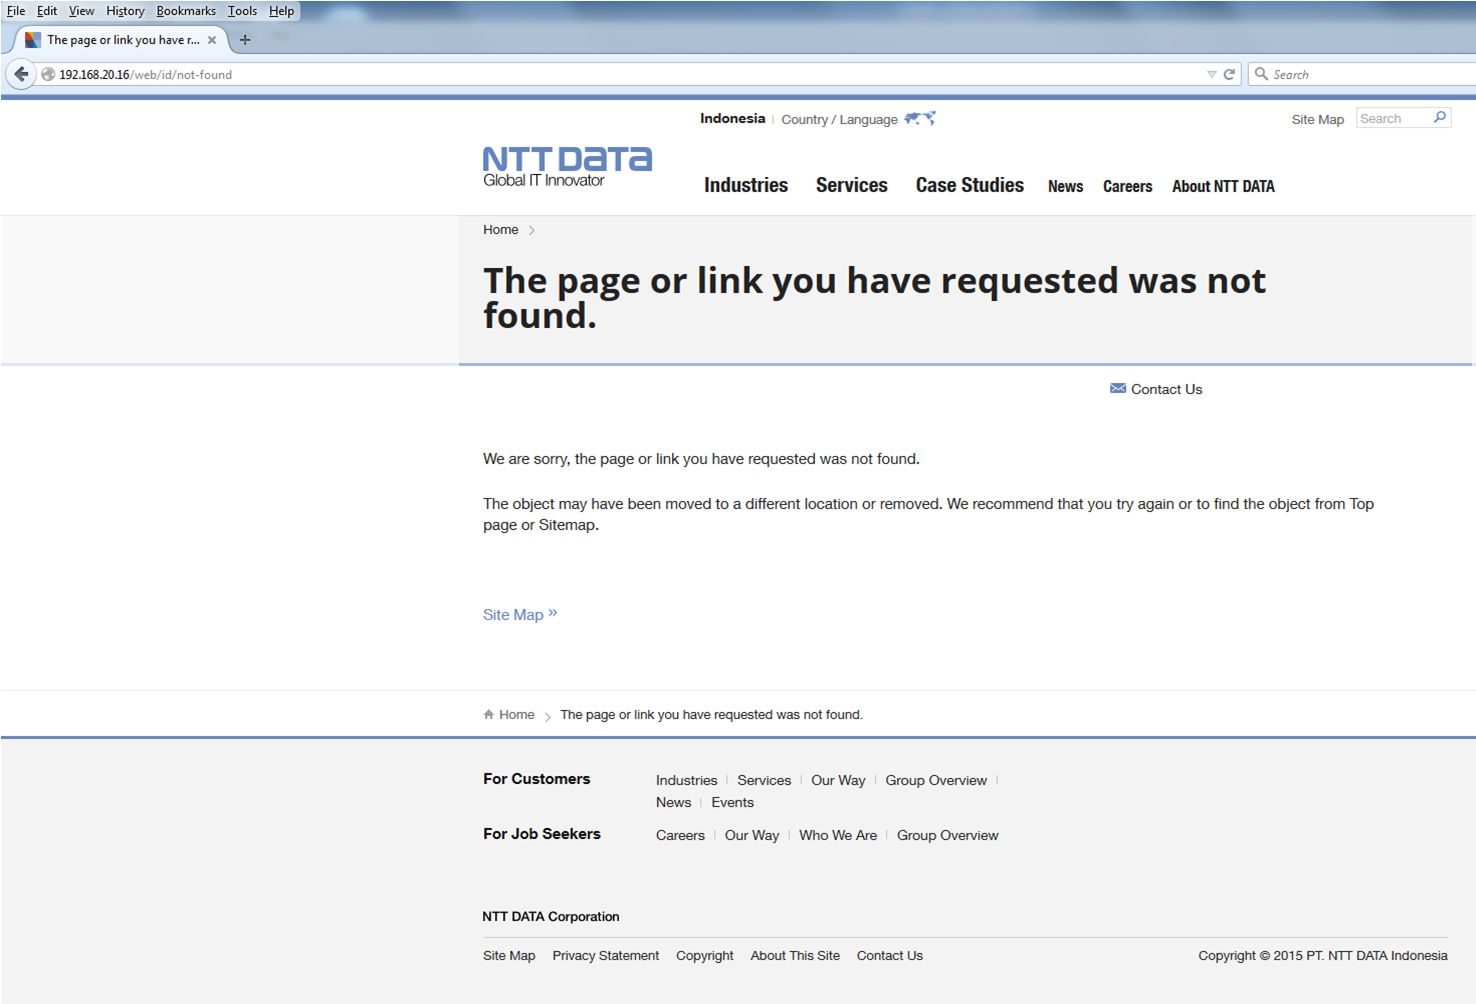 File Edit View History Bookmarks Tools Help
The page or link you have r... × +
192.168.20.16/web/id/not-found Search
Indonesia | Country / Language Site Map Search
NTT DATA
Global IT Innovator
Industries Services Case Studies News Careers About NTT DATA
Home >
The page or link you have requested was not
found.
Contact Us
We are sorry, the page or link you have requested was not found.
The object may have been moved to a different location or removed. We recommend that you try again or to find the object from Top
page or Sitemap.
Site Map »
Home > The page or link you have requested was not found.
For Customers Industries | Services | Our Way | Group Overview |
News | Events
For Job Seekers Careers | Our Way | Who We Are | Group Overview
NTT DATA Corporation
Site Map Privacy Statement Copyright About This Site Contact Us Copyright © 2015 PT. NTT DATA Indonesia